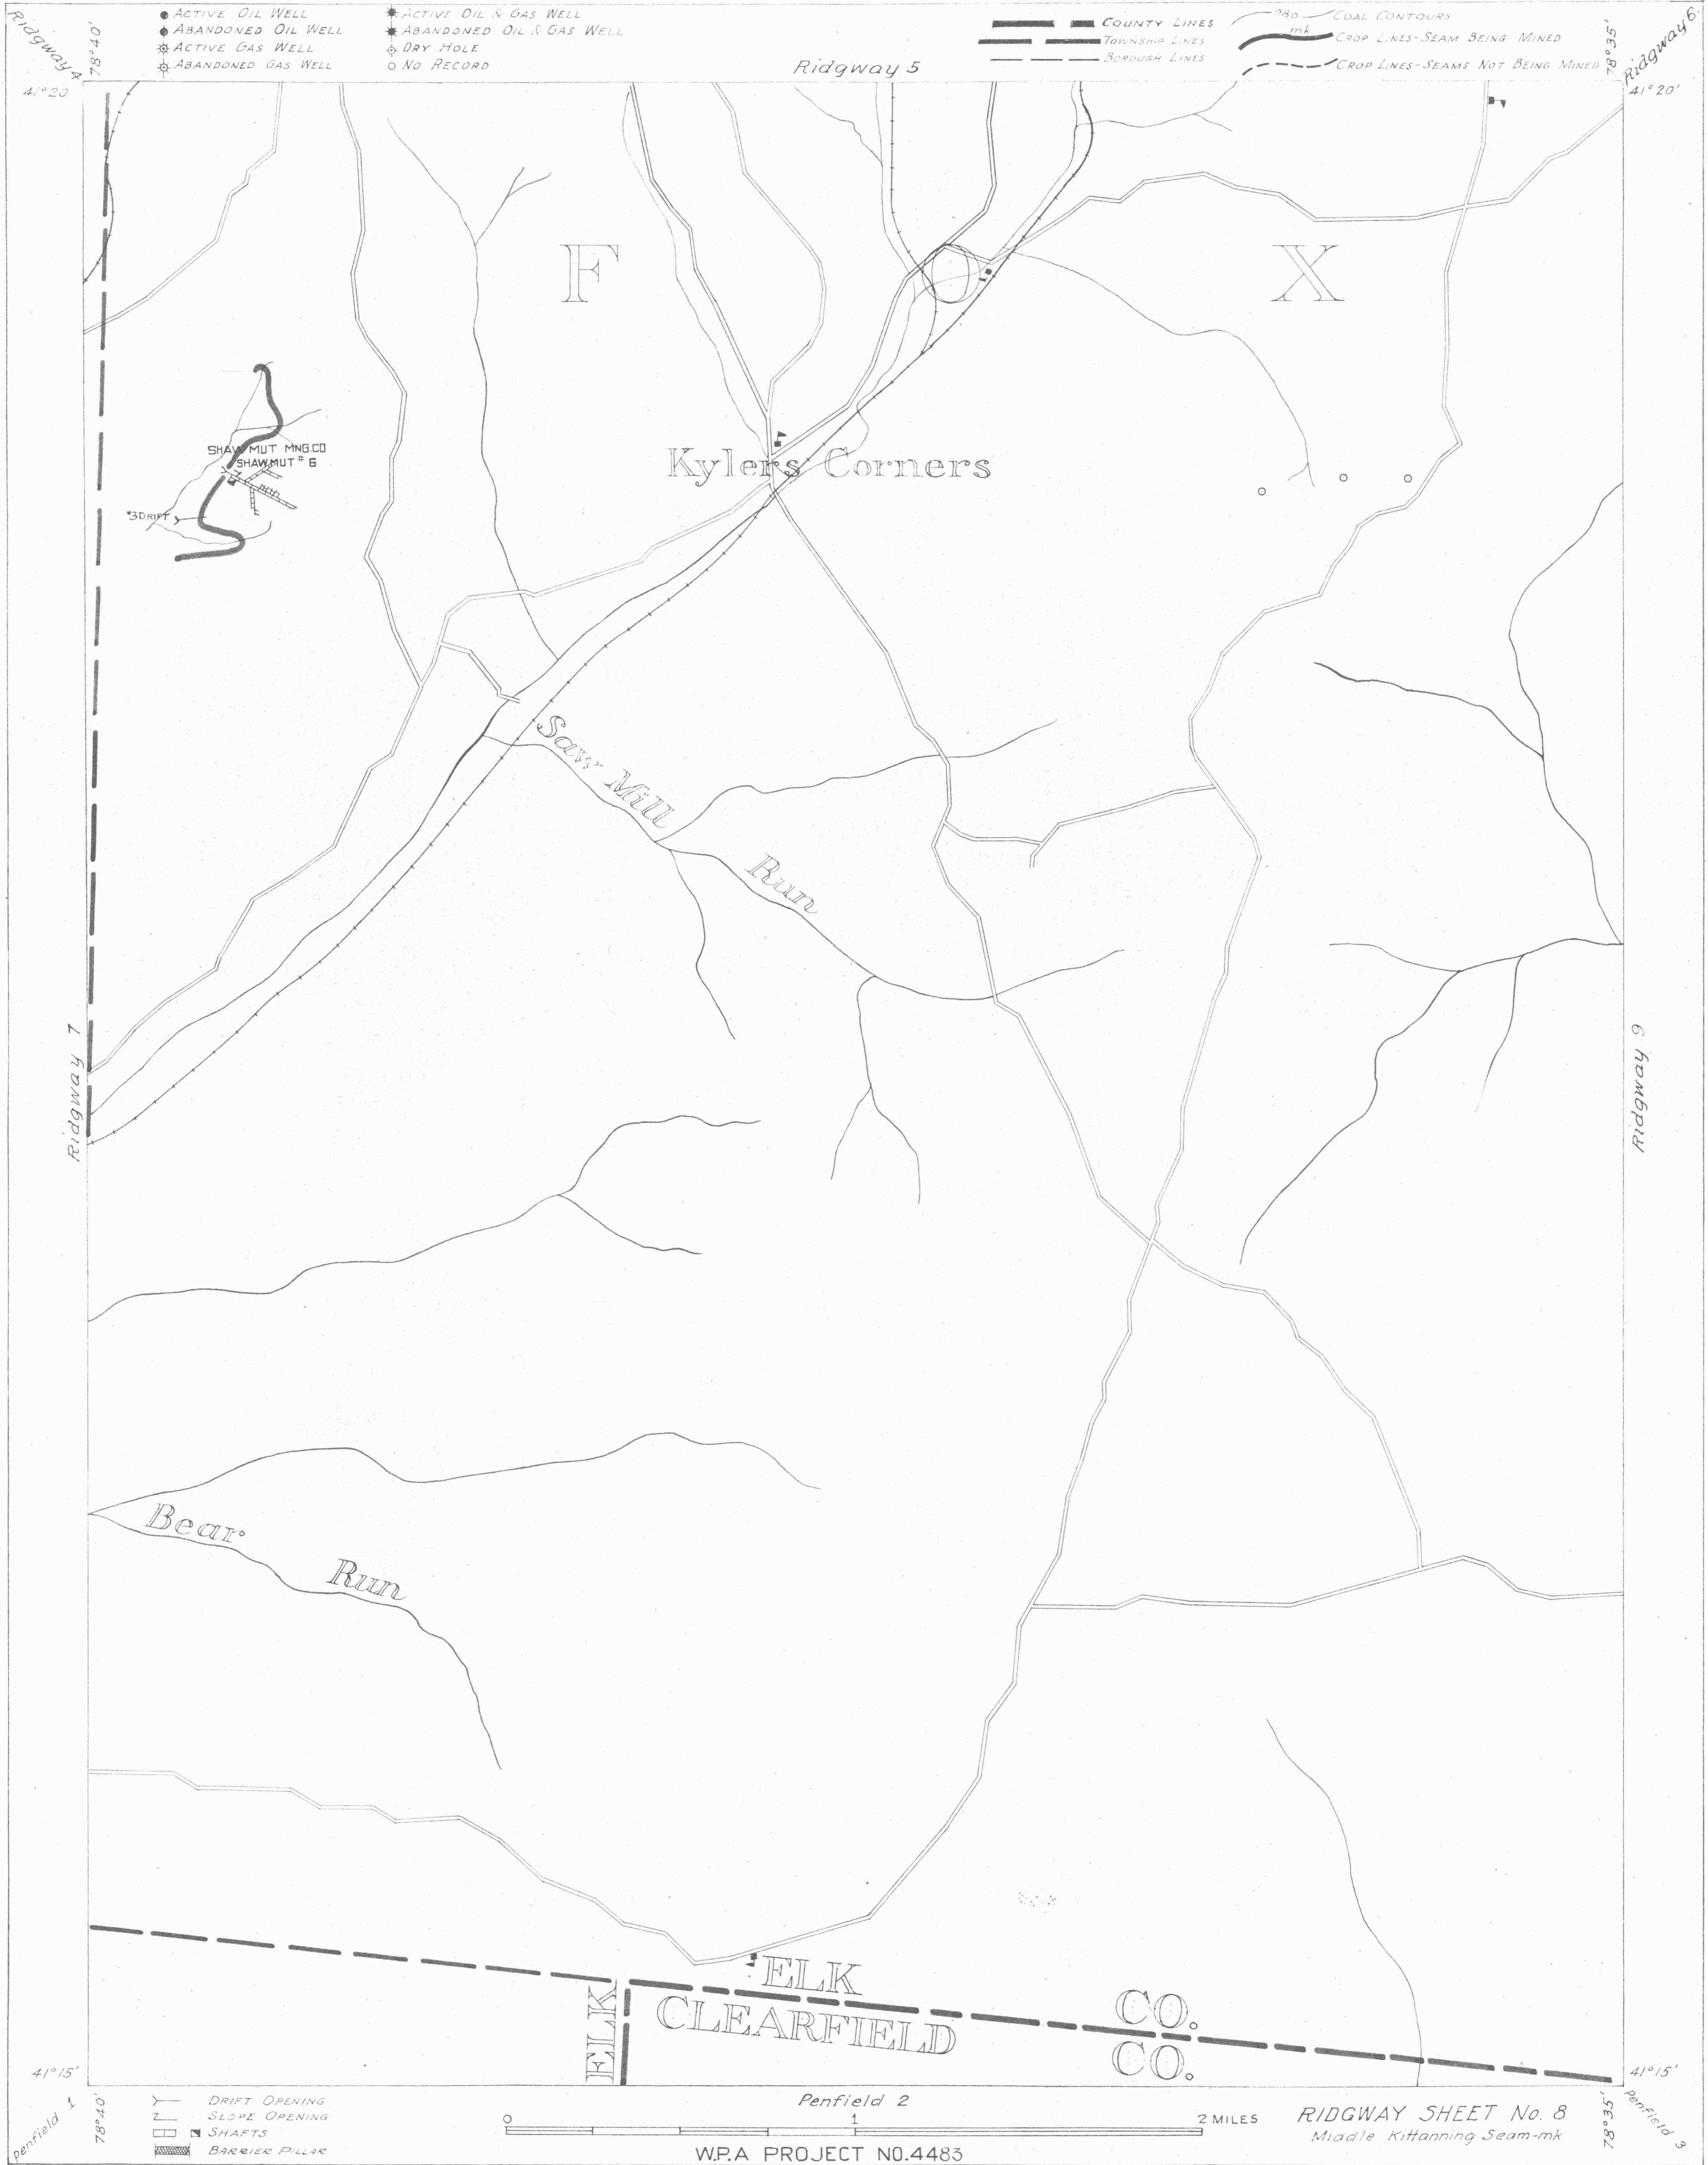 Ridgway 4
78°40'
ACTIVE OIL WELL
ABANDONED OIL WELL
ACTIVE GAS WELL
ABANDONED GAS WELL
ACTIVE OIL & GAS WELL
ABANDONED OIL & GAS WELL
DRY HOLE
NO RECORD
Ridgway 5
COUNTY LINES
TOWNSHIP LINES
BOROUGH LINES
980 COAL CONTOURS
mk CROP LINES-SEAM BEING MINED
CROP LINES-SEAMS NOT BEING MINED
78°35'
Ridgway 6
41°20'
41°20'
F O X
SHAWMUT MNG.CO
SHAWMUT #6
#3 DRIFT
Kylers Corners
Saw Mill Run
Ridgway 7
Ridgway 9
Bear Run
ELK CO.
CLEARFIELD CO.
ELK
41°15'
41°15'
Penfield 1
78°40'
DRIFT OPENING
SLOPE OPENING
SHAFTS
BARRIER PILLAR
Penfield 2
0 1 2 MILES
W.P.A PROJECT NO.4483
RIDGWAY SHEET NO. 8
Middle Kittanning Seam-mk
78°35'
Penfield 3